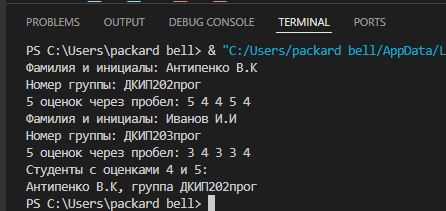 PROBLEMS OUTPUT DEBUG CONSOLE TERMINAL PORTS
PS C:\Users\packard bell> & "C:/Users/packard bell/AppData/L
Фамилия и инициалы: Антипенко В.К
Номер группы: ДКИП202прог
5 оценок через пробел: 5 4 4 5 4
Фамилия и инициалы: Иванов И.И
Номер группы: ДКИП203прог
5 оценок через пробел: 3 4 3 3 4
Студенты с оценками 4 и 5:
Антипенко В.К, группа ДКИП202прог
PS C:\Users\packard bell>